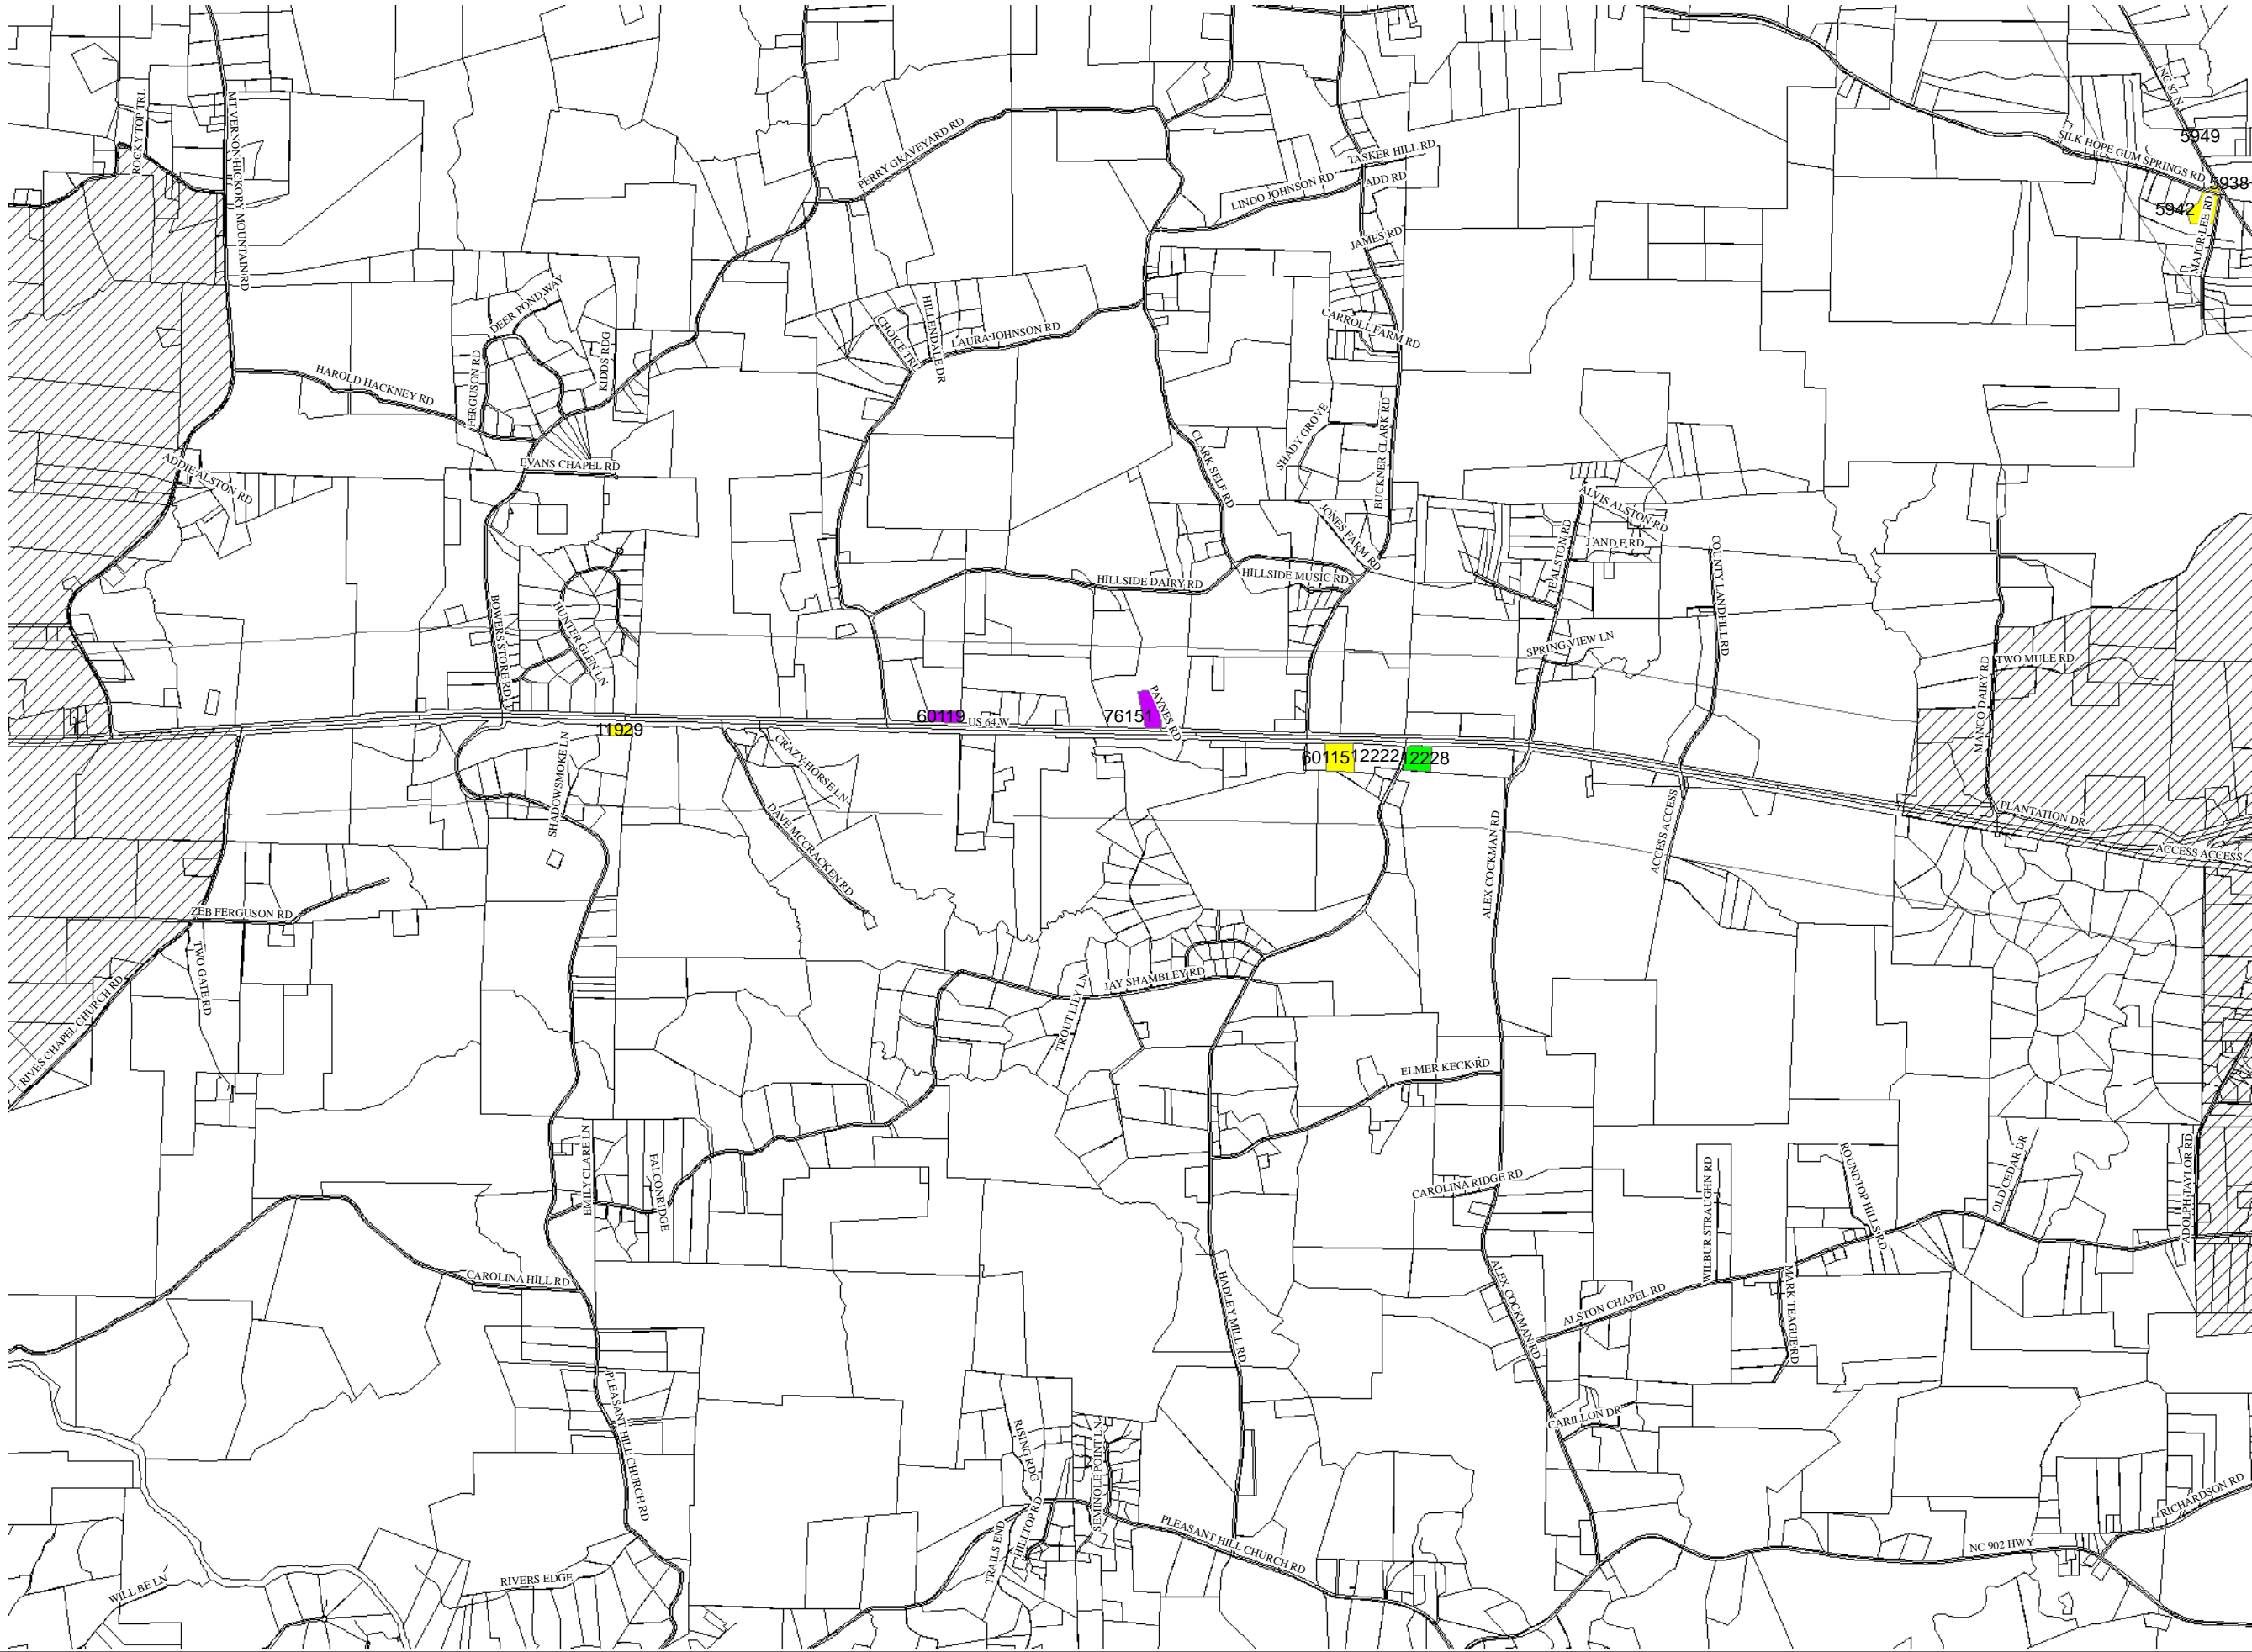 NC 87 N
ROCKY TOP TRL
MT VERNON HICKORY MOUNTAIN RD
PERRY GRAVEYARD RD
TASKER HILL RD
5949
SILK HOPE GUM SPRINGS RD
ADD RD
5938
LINDO JOHNSON RD
5942
MAJOR LEE RD
JAMES RD
DEER POND WAY
HILLENDALE DR
CHOICE TRL
LAURA JOHNSON RD
CARROLL FARM RD
KIDDS RDG
FERGUSON RD
HAROLD HACKNEY RD
SHADY GROVE
BUCKNER CLARK RD
CLARK SELF RD
EVANS CHAPEL RD
ADDIE ALSTON RD
ALVIS ALSTON RD
JONES FARM RD
J AND F RD
E ALSTON RD
COUNTY LANDFILL RD
HILLSIDE DAIRY RD
HILLSIDE MUSIC RD
BOWERS STORE RD
HUNTER GLEN LN
SPRING VIEW LN
TWO MULE RD
MANCO DAIRY RD
PAYNES RD
60119
US 64 W
76151
11929
SHADOWSMOKE LN
CRAZY HORSE LN
60115
12222
12228
DAVE MCCRACKEN RD
ALEX COCKMAN RD
ACCESS ACCESS
PLANTATION DR
ACCESS ACCESS
ZEB FERGUSON RD
TWO GATE RD
RIVES CHAPEL CHURCH RD
JAY SHAMBLEY RD
TROUT LILY LN
ELMER KECK RD
EMILY CLARE LN
FALCONRIDGE
CAROLINA RIDGE RD
WILBUR STRAUGHN RD
ROUNDTOP HILLS RD
OLD CEDAR DR
ADOLPH TAYLOR RD
CAROLINA HILL RD
HADLEY MILL RD
ALEX COCKMAN RD
ALSTON CHAPEL RD
MARK TEAGUE RD
PLEASANT HILL CHURCH RD
RISING RDG
SEMINOLE POINT LN
CARILLON DR
RICHARDSON RD
HILLTOP RD
TRAILS END
PLEASANT HILL CHURCH RD
NC 902 HWY
RIVERS EDGE
WILL BE LN